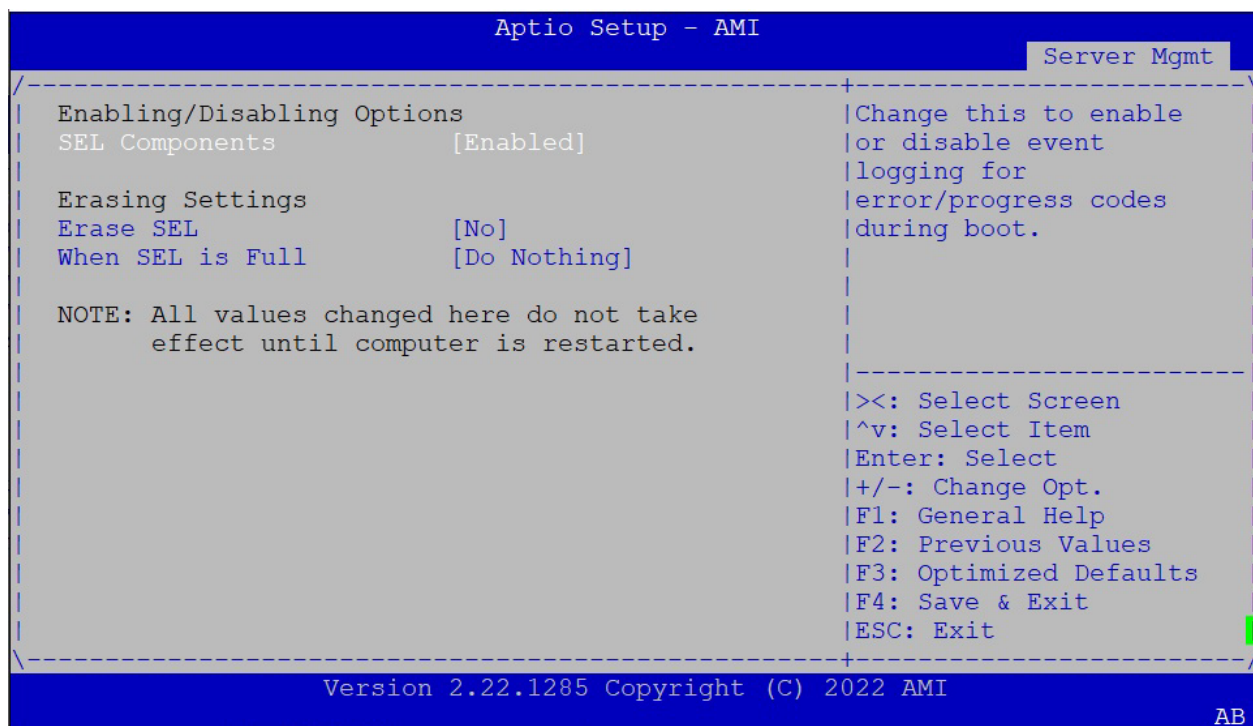 Aptio Setup - AMI
Server Mgmt
/----------------------------------------------------+-------------------------\
| Enabling/Disabling Options |Change this to enable |
| SEL Components [Enabled] |or disable event |
| |logging for |
| Erasing Settings |error/progress codes |
| Erase SEL [No] |during boot. |
| When SEL is Full [Do Nothing] | |
| | |
| NOTE: All values changed here do not take | |
| effect until computer is restarted. | |
| |-------------------------|
| |><: Select Screen |
| |^v: Select Item |
| |Enter: Select |
| |+/-: Change Opt. |
| |F1: General Help |
| |F2: Previous Values |
| |F3: Optimized Defaults |
| |F4: Save & Exit |
| |ESC: Exit
\----------------------------------------------------+-------------------------/
Version 2.22.1285 Copyright (C) 2022 AMI
AB